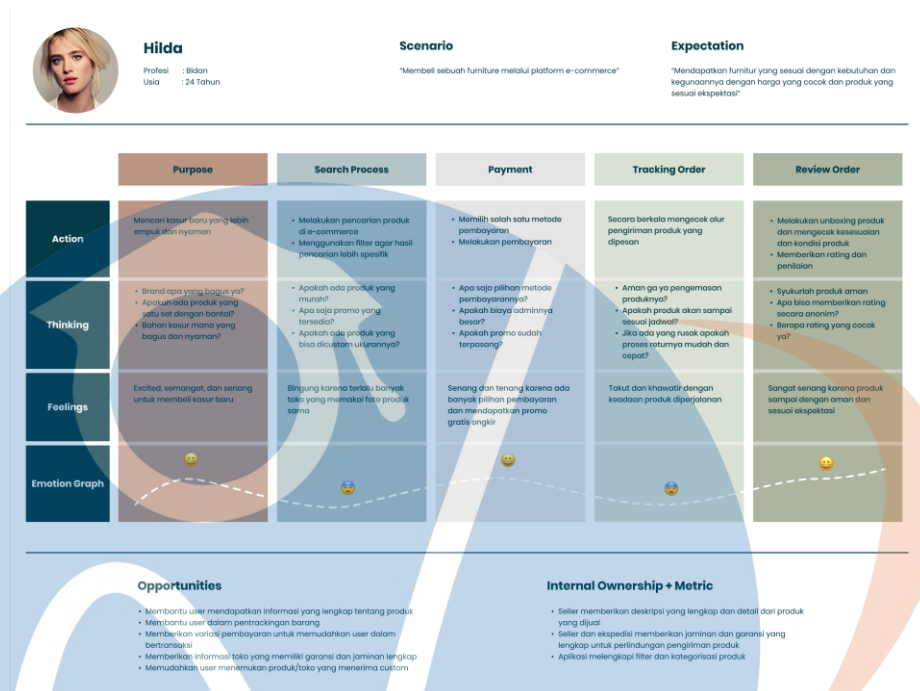 Hilda
Profesi : Bidan
Usia : 24 Tahun
Scenario
"Membeli sebuah furniture melalui platform e-commerce"
Expectation
"Mendapatkan furnitur yang sesuai dengan kebutuhan dan
kegunaannya dengan harga yang cocok dan produk yang
sesuai ekspektasi"
Purpose
Search Process
Payment
Tracking Order
Review Order
Action
Mencari kasur baru yang lebih
empuk dan nyaman
• Melakukan pencarian produk
di e-commerce
• Menggunakan filter agar hasil
pencarian lebih spesifik
• Memilih salah satu metode
pembayaran
• Melakukan pembayaran
Secara berkala mengecek alur
pengiriman produk yang
dipesan
• Melakukan unboxing produk
dan mengecek kesesuaian
dan kondisi produk
• Memberikan rating dan
penilaian
Thinking
• Brand apa yang bagus ya?
• Apakah ada produk yang
satu set dengan bantal?
• Bahan kasur mana yang
bagus dan nyaman?
• Apakah ada produk yang
murah?
• Apa saja promo yang
tersedia?
• Apakah ada produk yang
bisa dicustom ukurannya?
• Apa saja pilihan metode
pembayarannya?
• Apakah biaya adminnya
besar?
• Apakah promo sudah
terpasang?
• Aman ga ya pengemasan
produknya?
• Apakah produk akan sampai
sesuai jadwal?
• Jika ada yang rusak apakah
proses returnya mudah dan
cepat?
• Syukurlah produk aman
• Apa bisa memberikan rating
secara anonim?
• Berapa rating yang cocok
ya?
Feelings
Excited, semangat, dan senang
untuk membeli kasur baru
Bingung karena terlalu banyak
toko yang memakai foto produk
sama
Senang dan tenang karena ada
banyak pilihan pembayaran
dan mendapatkan promo
gratis ongkir
Takut dan khawatir dengan
keadaan produk diperjalanan
Sangat senang karena produk
sampai dengan aman dan
sesuai ekspektasi
Emotion Graph
Opportunities
• Membantu user mendapatkan informasi yang lengkap tentang produk
• Membantu user dalam pentrackingan barang
• Memberikan variasi pembayaran untuk memudahkan user dalam
bertransaksi
• Memberikan informasi toko yang memiliki garansi dan jaminan lengkap
• Memudahkan user menemukan produk/toko yang menerima custom
Internal Ownership + Metric
• Seller memberikan deskripsi yang lengkap dan detail dari produk
yang dijual
• Seller dan ekspedisi memberikan jaminan dan garansi yang
lengkap untuk perlindungan pengiriman produk
• Aplikasi melengkapi filter dan kategorisasi produk